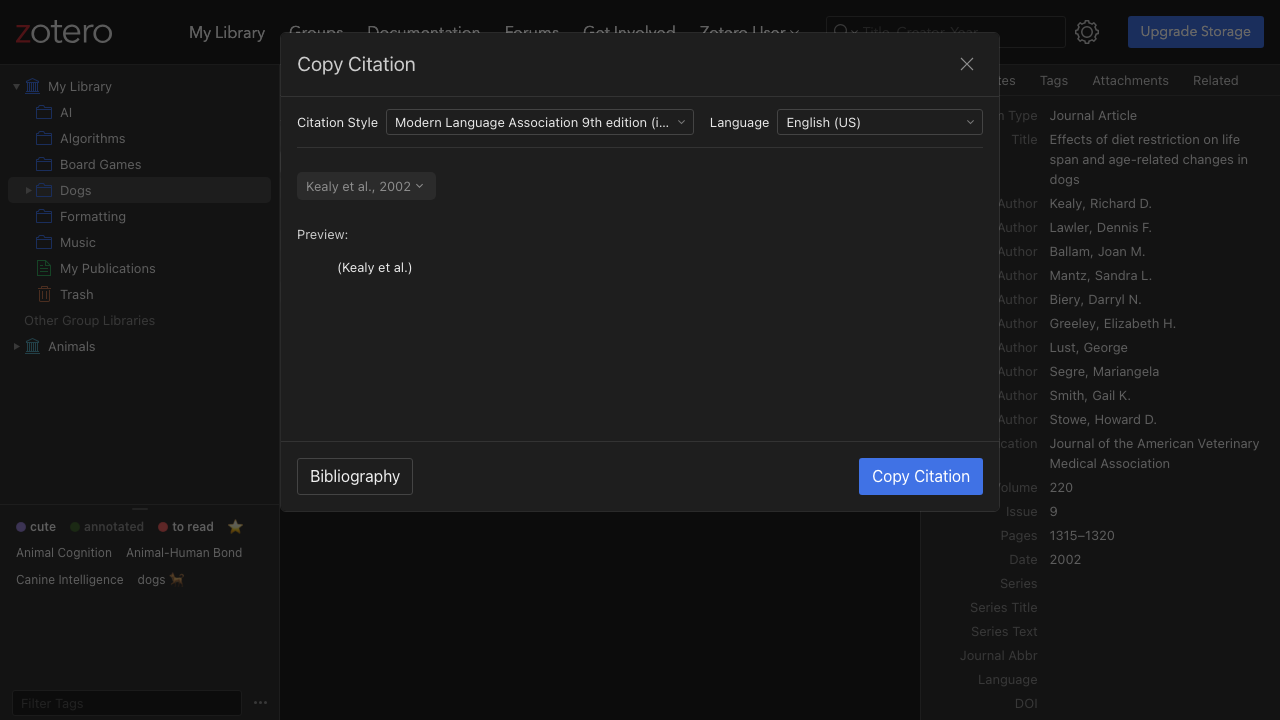 zotero
My Library
Groups
Documentation
Forums
Get Involved
Zotero User
Title, Creator, Year
Upgrade Storage
My Library
AI
Algorithms
Board Games
Dogs
Formatting
Music
My Publications
Trash
Other Group Libraries
Animals
cute annotated to read
Animal Cognition Animal-Human Bond
Canine Intelligence dogs
Filter Tags
Copy Citation
Citation Style Modern Language Association 9th edition (i... Language English (US)
Kealy et al., 2002
Preview:
(Kealy et al.)
Bibliography Copy Citation
Tags Attachments Related
Type Journal Article
Title Effects of diet restriction on life
span and age-related changes in
dogs
Author Kealy, Richard D.
Author Lawler, Dennis F.
Author Ballam, Joan M.
Author Mantz, Sandra L.
Author Biery, Darryl N.
Author Greeley, Elizabeth H.
Author Lust, George
Author Segre, Mariangela
Author Smith, Gail K.
Author Stowe, Howard D.
Journal of the American Veterinary
Medical Association
Volume 220
Issue 9
Pages 1315–1320
Date 2002
Series
Series Title
Series Text
Journal Abbr
Language
DOI